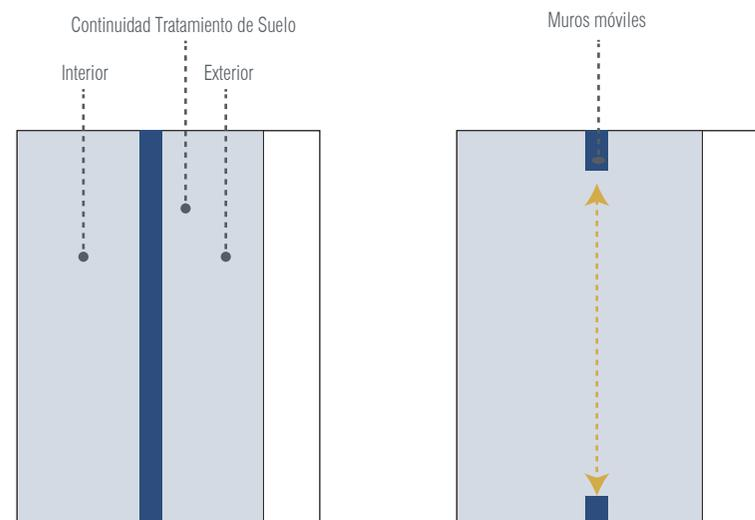 Continuidad Tratamiento de Suelo
Interior
Exterior
Muros móviles